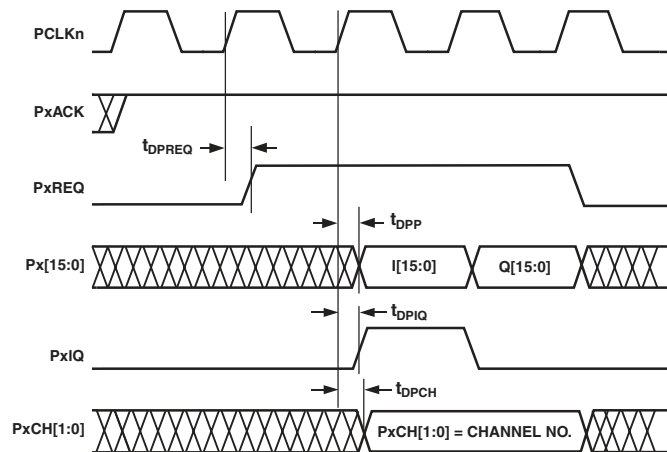 PCLKn
PxACK
tDPREQ
PxREQ
tDPP
Px[15:0]
I[15:0]
Q[15:0]
tDPIQ
PxIQ
tDPCH
PxCH[1:0]
PxCH[1:0] = CHANNEL NO.